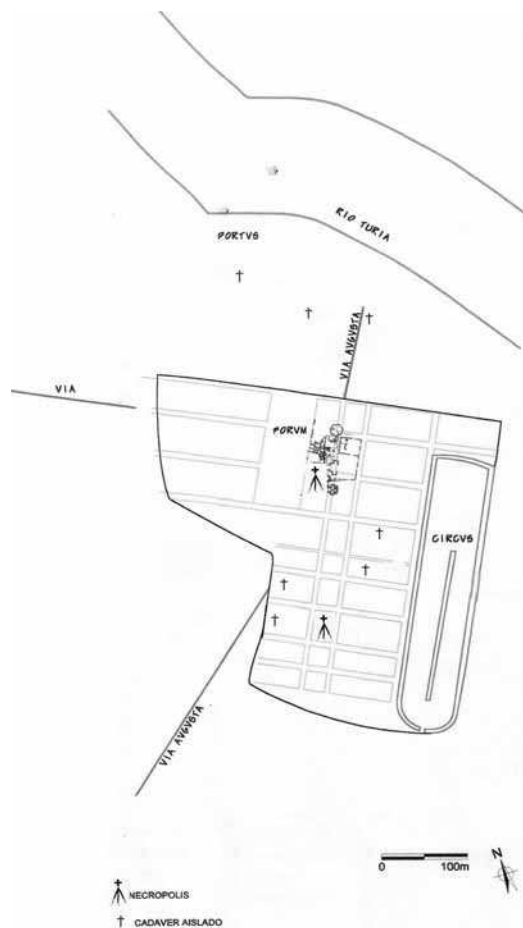 RIO TURIA
PORTVS
VIA AVGVSTA
VIA
FORVM
CIRCVS
VIA AVGVSTA
0 100m
N
NECROPOLIS
CADAVER AISLADO